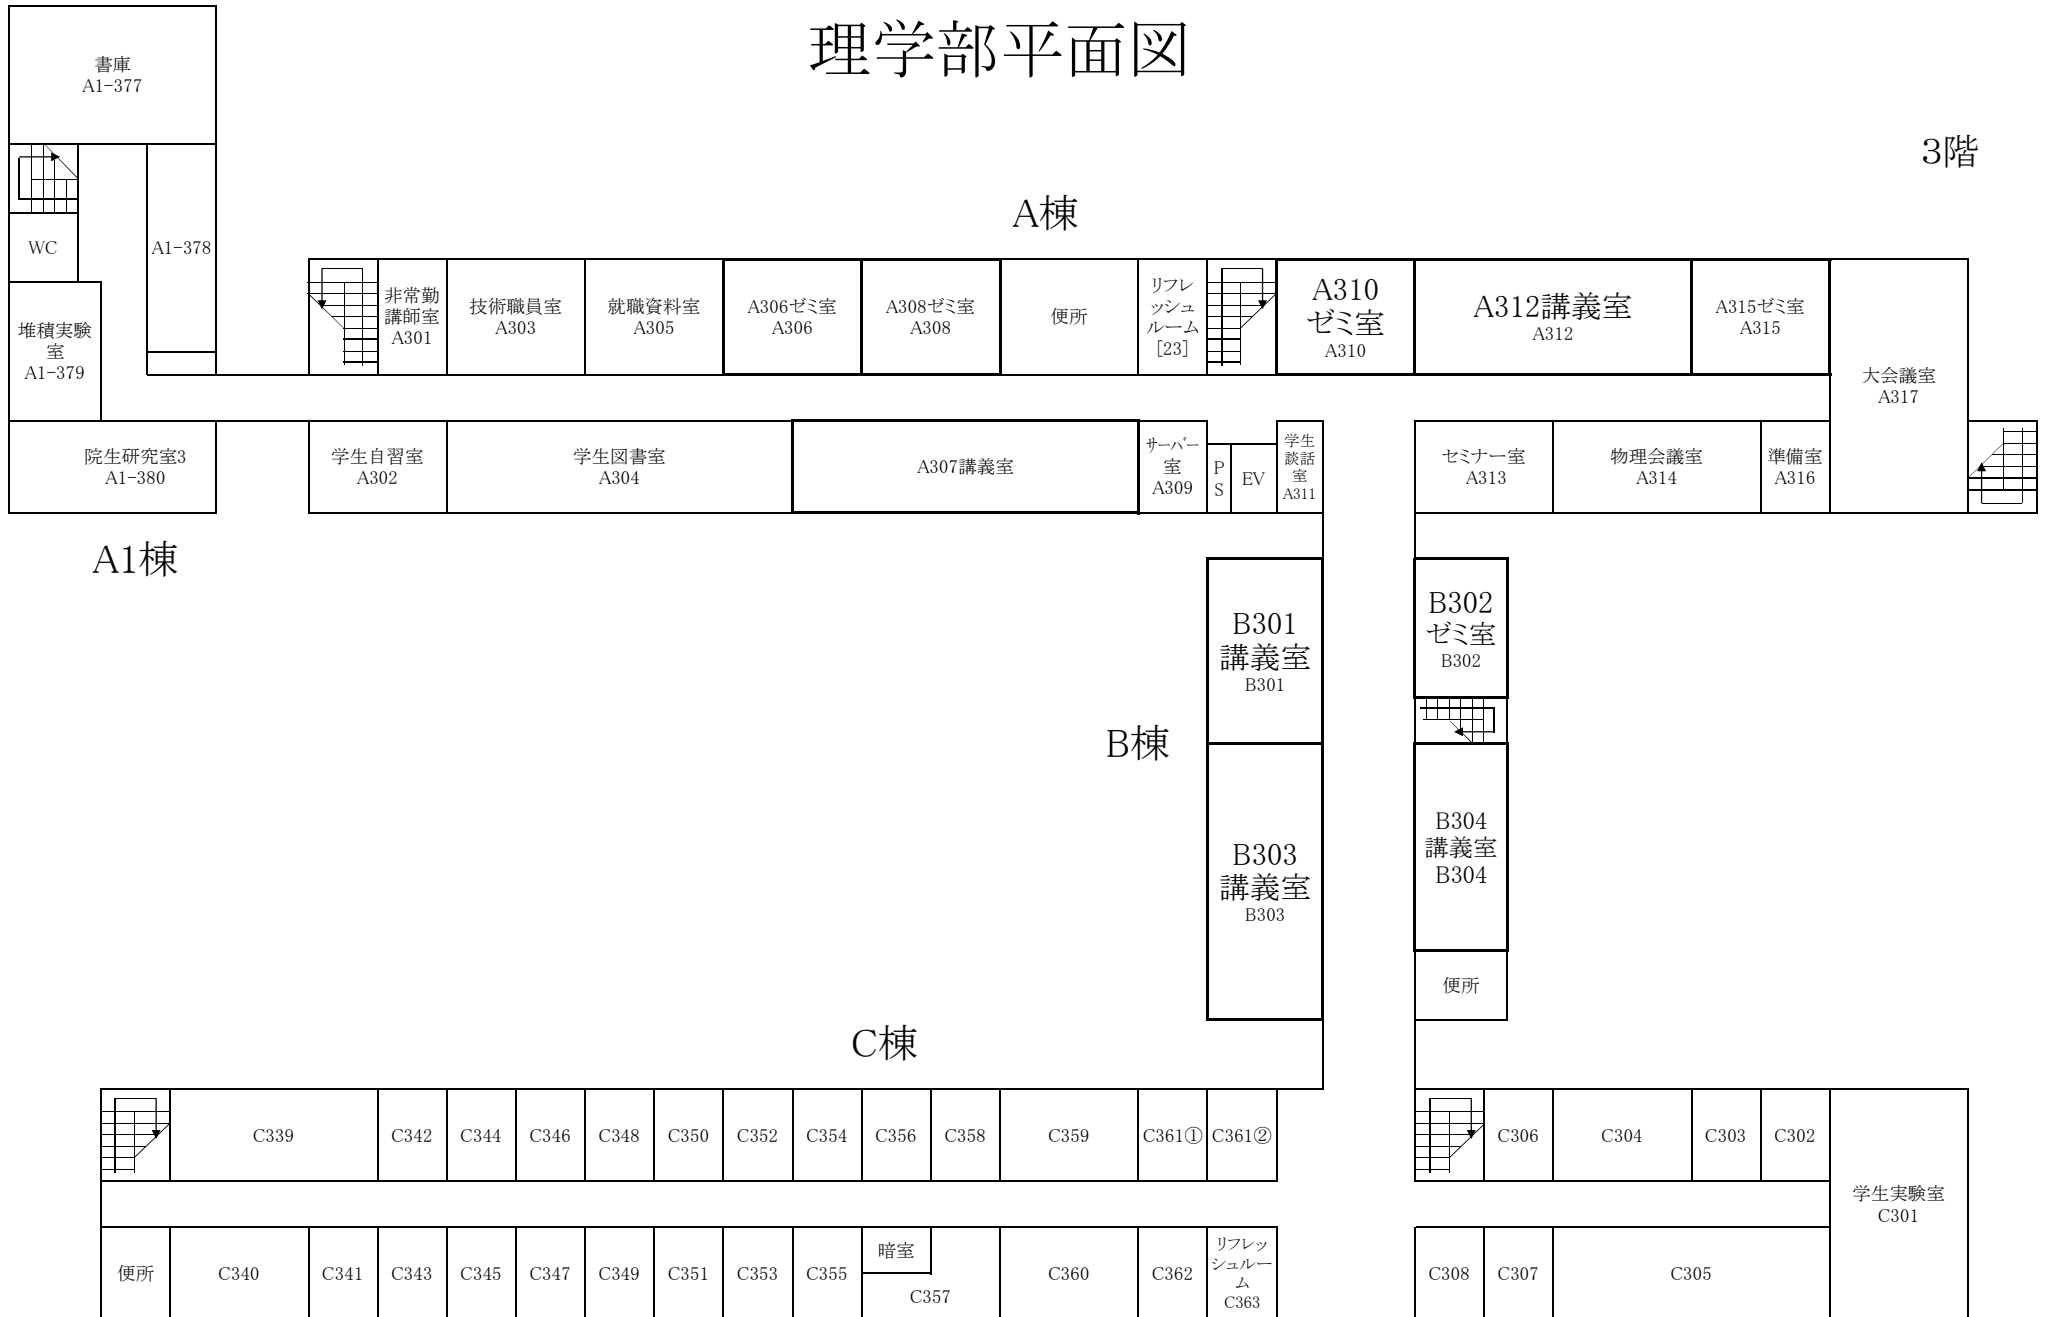 理学部平面図
3階
書庫
A1-377
WC
A1-378
堆積実験
室
A1-379
院生研究室3
A1-380
A1棟
A棟
非常勤
講師室
A301
技術職員室
A303
就職資料室
A305
A306ゼミ室
A306
A308ゼミ室
A308
便所
リフレ
ッシュ
ルーム
[23]
A310
ゼミ室
A310
A312講義室
A312
A315ゼミ室
A315
大会議室
A317
学生自習室
A302
学生図書室
A304
A307講義室
サーバー
室
A309
P
S
EV
学生
談話
室
A311
セミナー室
A313
物理会議室
A314
準備室
A316
B棟
B301
講義室
B301
B302
ゼミ室
B302
B303
講義室
B303
B304
講義室
B304
便所
C棟
C339
C342
C344
C346
C348
C350
C352
C354
C356
C358
C359
C361①
C361②
C306
C304
C303
C302
学生実験室
C301
便所
C340
C341
C343
C345
C347
C349
C351
C353
C355
暗室
C357
C360
C362
リフレッ
シュルー
ム
C363
C308
C307
C305